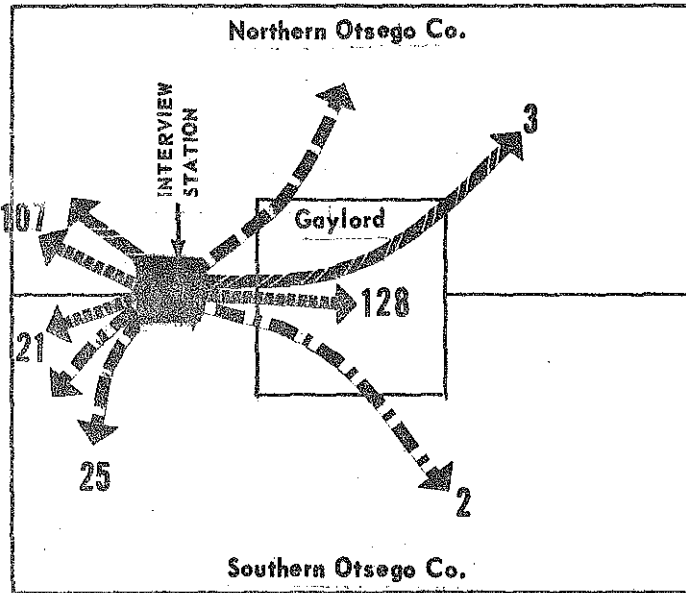 Northern Otsego Co.
INTERVIEW
STATION
3
107
Gaylord
128
21
25
2
Southern Otsego Co.